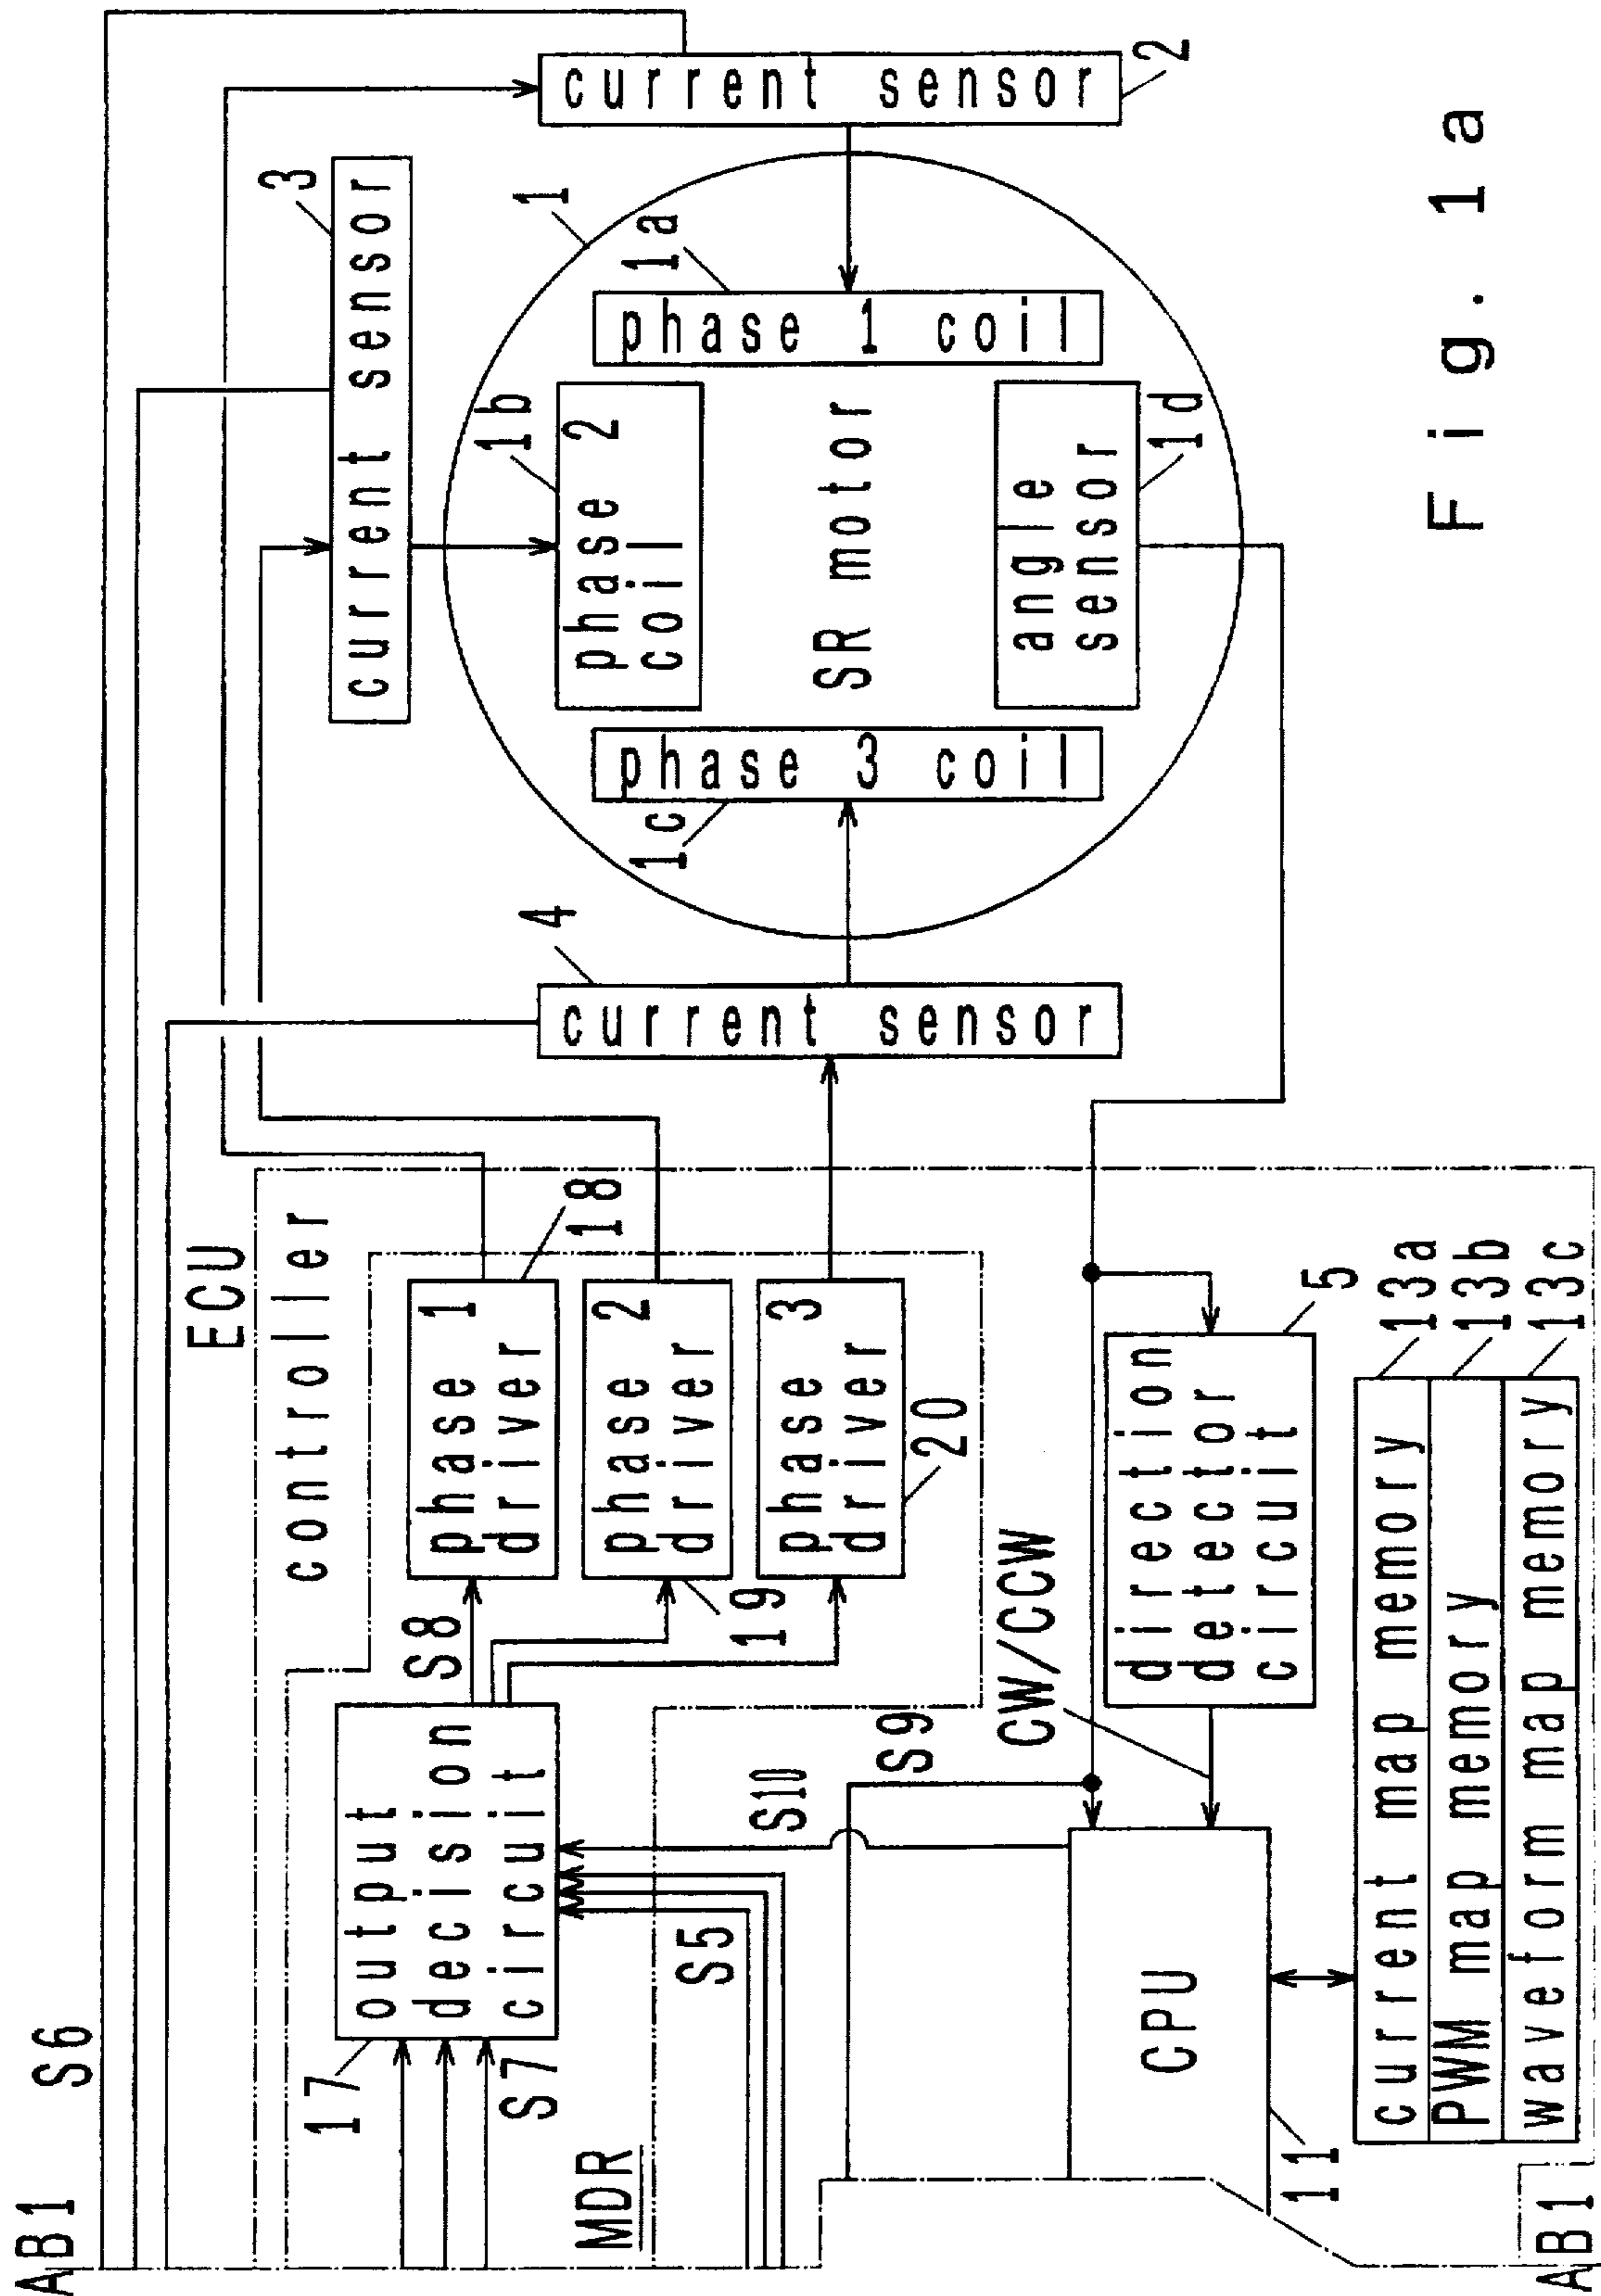 AB1
S6
ECU
controller
17
output
decision
circuit
S7
S8
phase 1
driver
18
phase 2
driver
19
phase 3
driver
20
MDR
S5
S10
S9
CW/CCW
CPU
11
direction
detector
circuit
5
current map memory
13a
PWM map memory
13b
waveform map memory
13c
AB1
current sensor
4
current sensor
3
current sensor
2
1
phase 1 coil
1a
phase 2
coil
1b
phase 3 coil
1c
SR motor
angle
sensor
1d
Fig. 1a